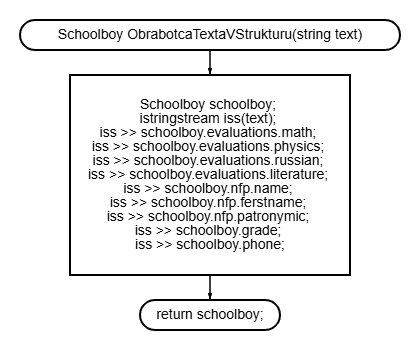 Schoolboy ObrabotcaTextaVStrukturu(string text)
Schoolboy schoolboy;
istringstream iss(text);
iss >> schoolboy.evaluations.math;
iss >> schoolboy.evaluations.physics;
iss >> schoolboy.evaluations.russian;
iss >> schoolboy.evaluations.literature;
iss >> schoolboy.nfp.name;
iss >> schoolboy.nfp.ferstname;
iss >> schoolboy.nfp.patronymic;
iss >> schoolboy.grade;
iss >> schoolboy.phone;
return schoolboy;